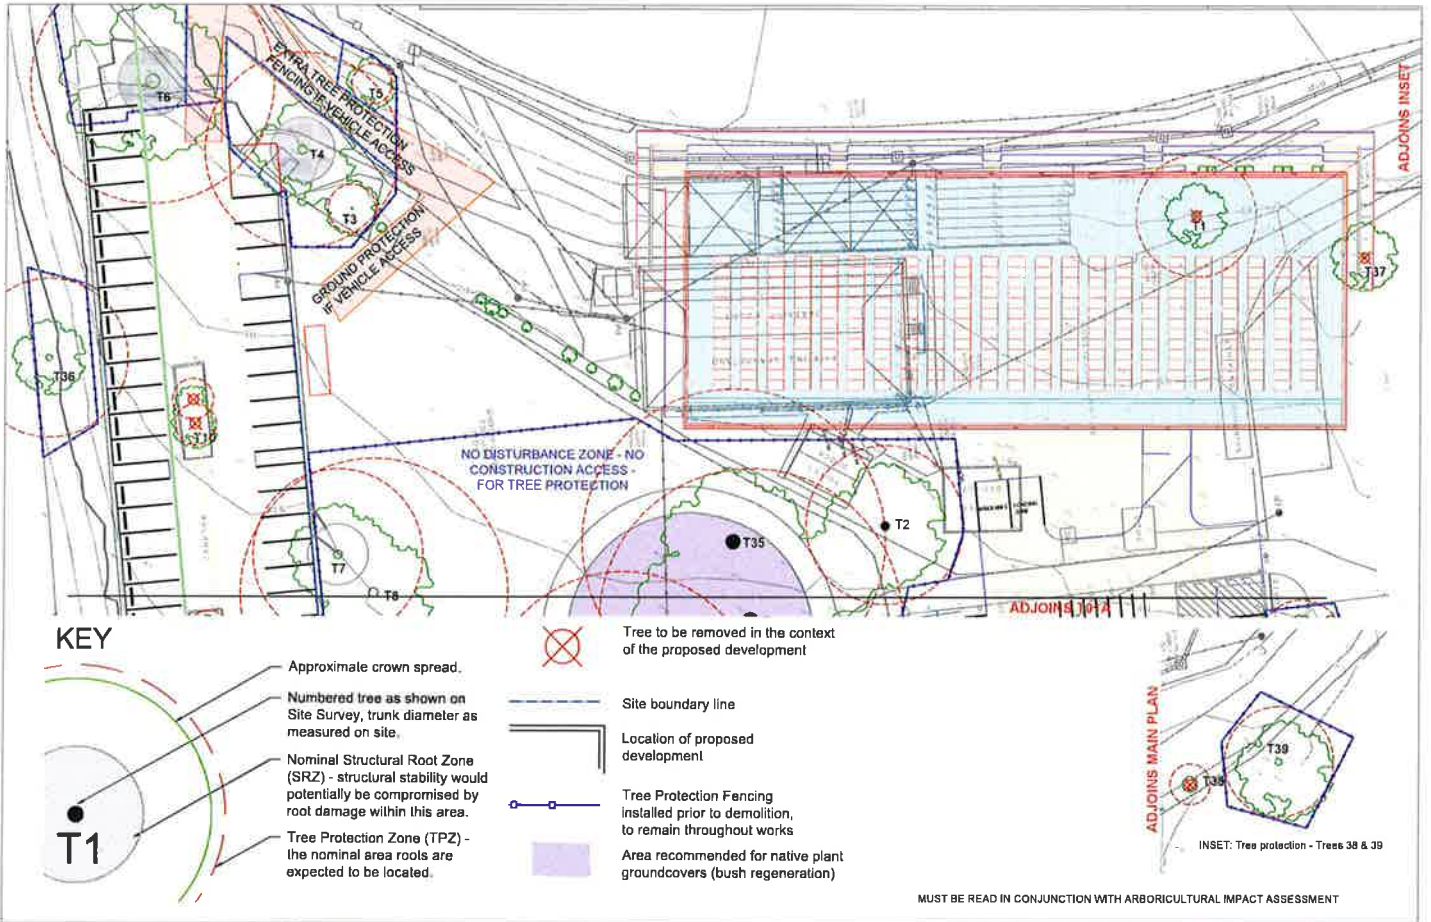 T6
EXTRA TREE PROTECTION
FENCING IF VEHICLE ACCESS
T5
T4
T3
GROUND PROTECTION
IF VEHICLE ACCESS
T1
T37
ADJOINS INSET
T36
T10
NO DISTURBANCE ZONE - NO
CONSTRUCTION ACCESS -
FOR TREE PROTECTION
T2
T35
T7
T8
ADJOINS 101A
KEY
Approximate crown spread.
Numbered tree as shown on
Site Survey, trunk diameter as
measured on site.
Nominal Structural Root Zone
(SRZ) - structural stability would
potentially be compromised by
root damage within this area.
Tree Protection Zone (TPZ) -
the nominal area roots are
expected to be located.
T1
Tree to be removed in the context
of the proposed development
Site boundary line
Location of proposed
development
Tree Protection Fencing
installed prior to demolition,
to remain throughout works
Area recommended for native plant
groundcovers (bush regeneration)
ADJOINS MAIN PLAN
T39
T38
INSET: Tree protection - Trees 38 & 39
MUST BE READ IN CONJUNCTION WITH ARBORICULTURAL IMPACT ASSESSMENT